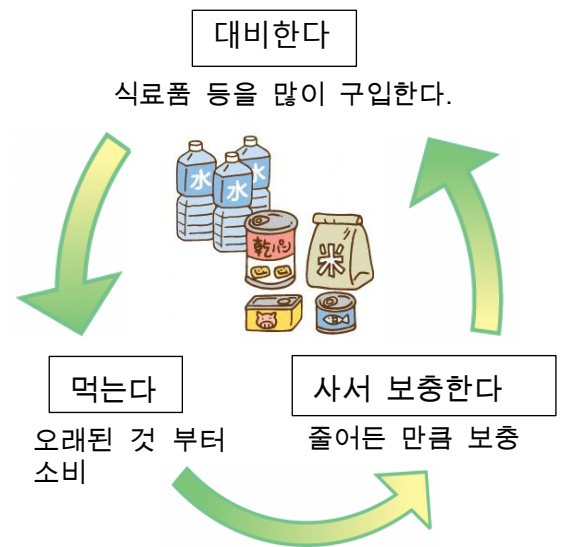 대비한다
식료품 등을 많이 구입한다.
水
水
水
乾パン
米
먹는다
오래된 것 부터
소비
사서 보충한다
줄어든 만큼 보충